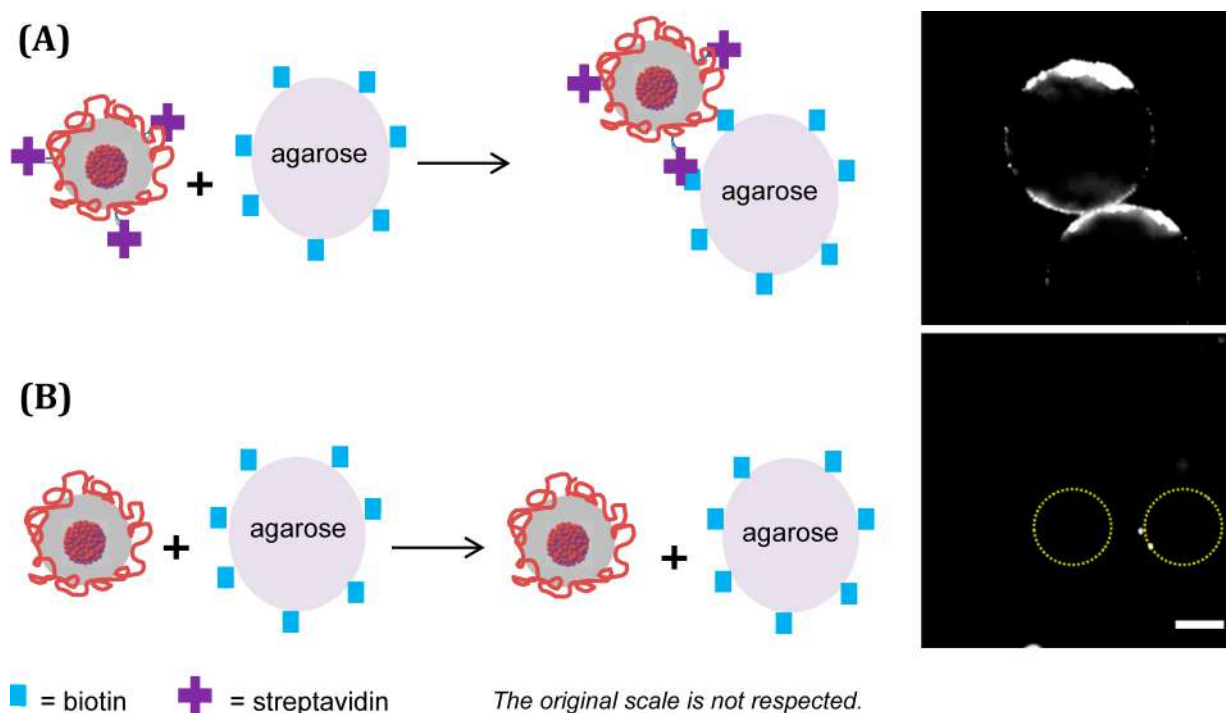 (A)
+
agarose
agarose
(B)
+
agarose
+
agarose
= biotin
= streptavidin
The original scale is not respected.